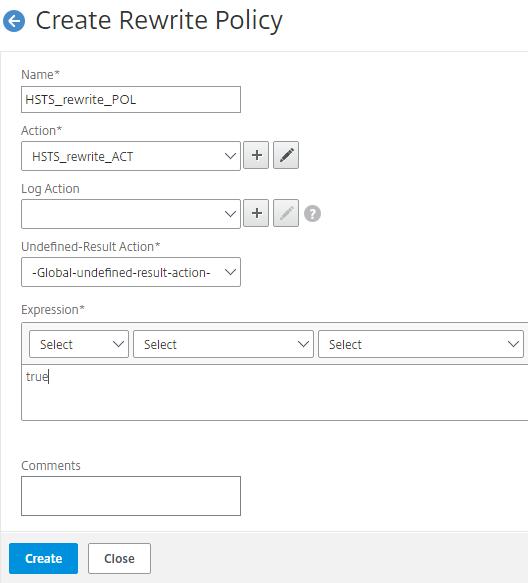 Create Rewrite Policy
Name*
HSTS_rewrite_POL
Action*
HSTS_rewrite_ACT
+
Log Action
+
?
Undefined-Result Action*
-Global-undefined-result-action-
Expression*
Select Select Select
true
Comments
Create Close